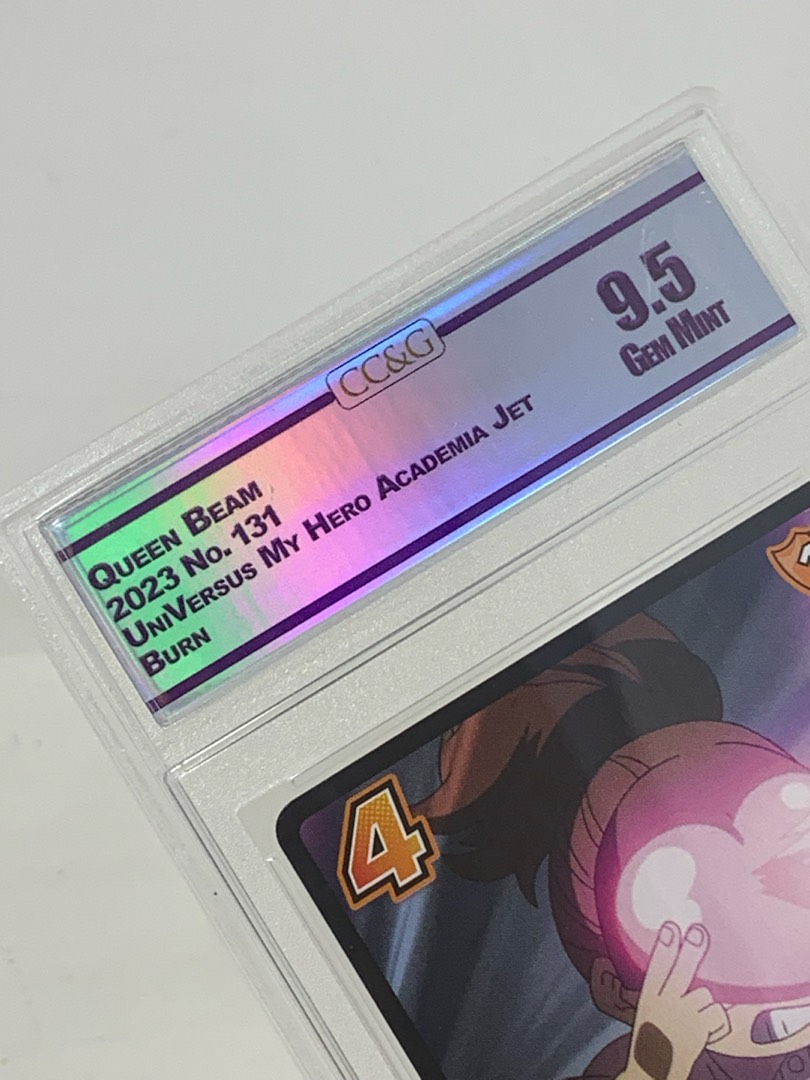 CC&G
9.5
GEM MINT
QUEEN BEAM
2023 NO. 131
UNIVERSUS MY HERO ACADEMIA JET
BURN
4